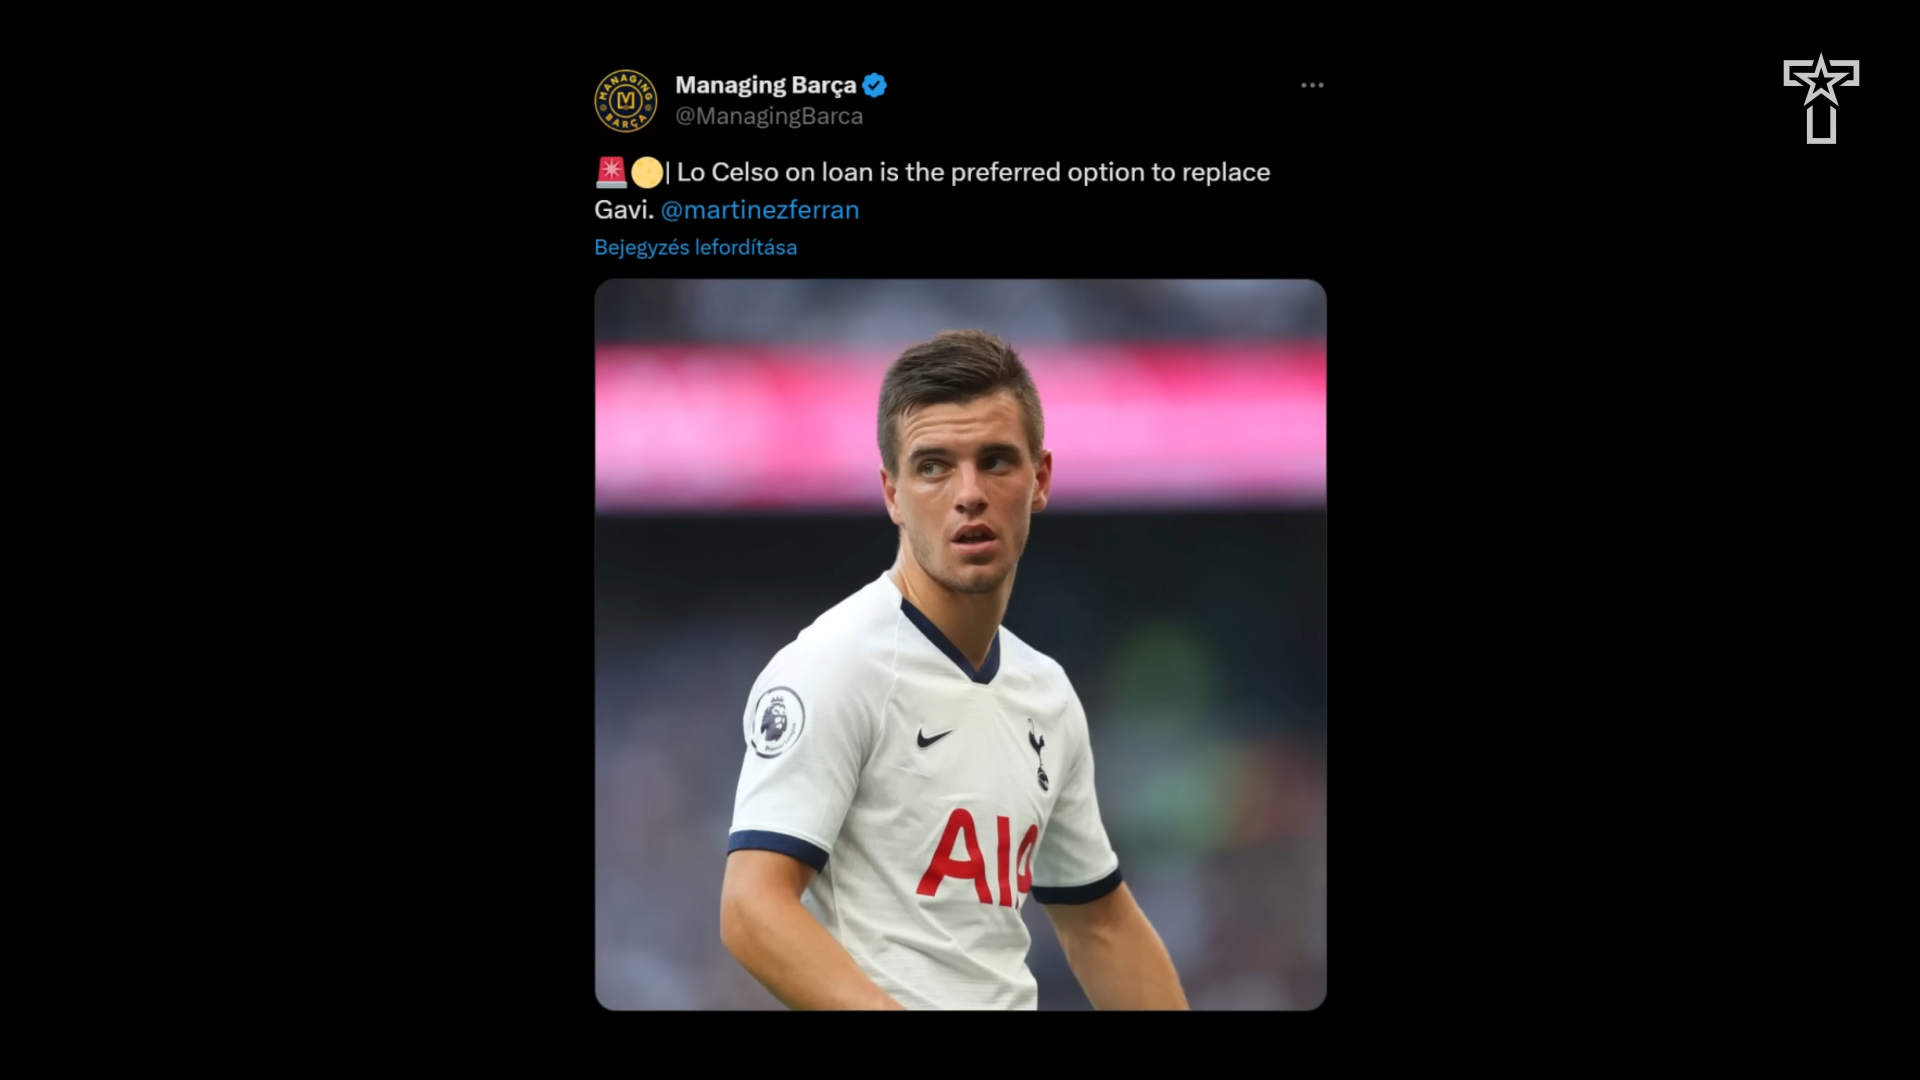 Managing Barça
@ManagingBarca
🚨🌕| Lo Celso on loan is the preferred option to replace
Gavi. @martinezferran
Bejegyzés lefordítása
AIA